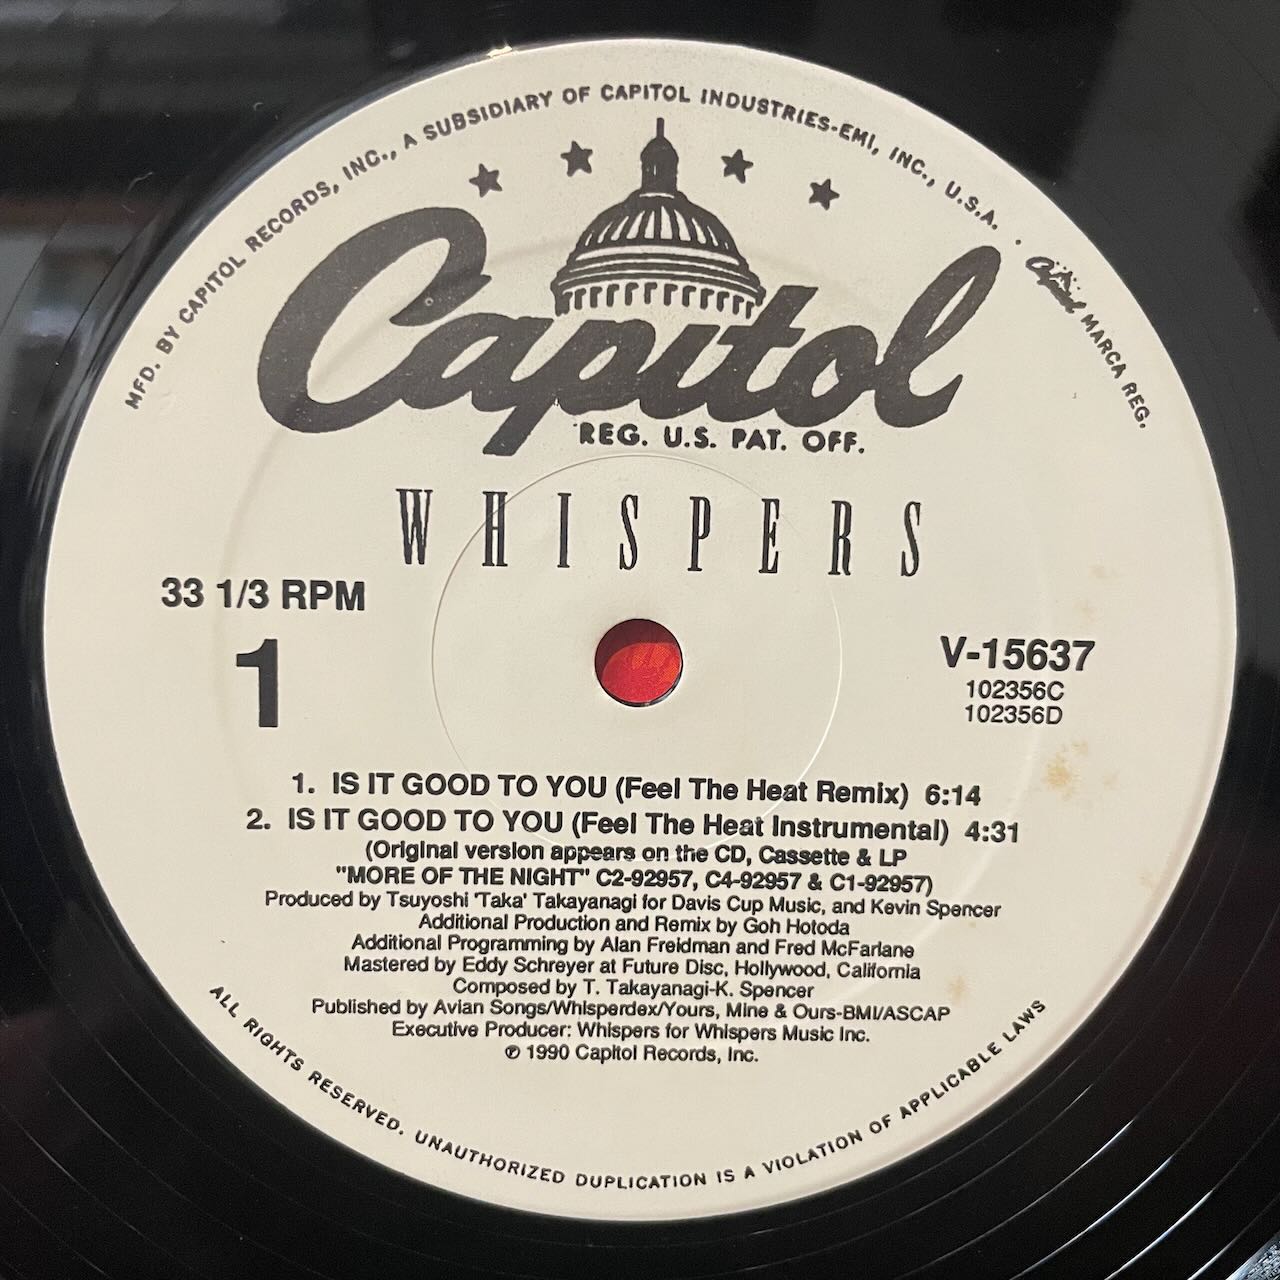 MFD. BY CAPITOL RECORDS, INC., A SUBSIDIARY OF CAPITOL INDUSTRIES-EMI, INC., U.S.A. · Capitol MARCA REG.
Capitol
REG. U.S. PAT. OFF.
WHISPERS
33 1/3 RPM
1
V-15637
102356C
102356D
1. IS IT GOOD TO YOU (Feel The Heat Remix) 6:14
2. IS IT GOOD TO YOU (Feel The Heat Instrumental) 4:31
(Original version appears on the CD, Cassette & LP
"MORE OF THE NIGHT" C2-92957, C4-92957 & C1-92957)
Produced by Tsuyoshi 'Taka' Takayanagi for Davis Cup Music, and Kevin Spencer
Additional Production and Remix by Goh Hotoda
Additional Programming by Alan Freidman and Fred McFarlane
Mastered by Eddy Schreyer at Future Disc, Hollywood, California
Composed by T. Takayanagi-K. Spencer
Published by Avian Songs/Whisperdex/Yours, Mine & Ours-BMI/ASCAP
Executive Producer: Whispers for Whispers Music Inc.
℗ 1990 Capitol Records, Inc.
ALL RIGHTS RESERVED. UNAUTHORIZED DUPLICATION IS A VIOLATION OF APPLICABLE LAWS